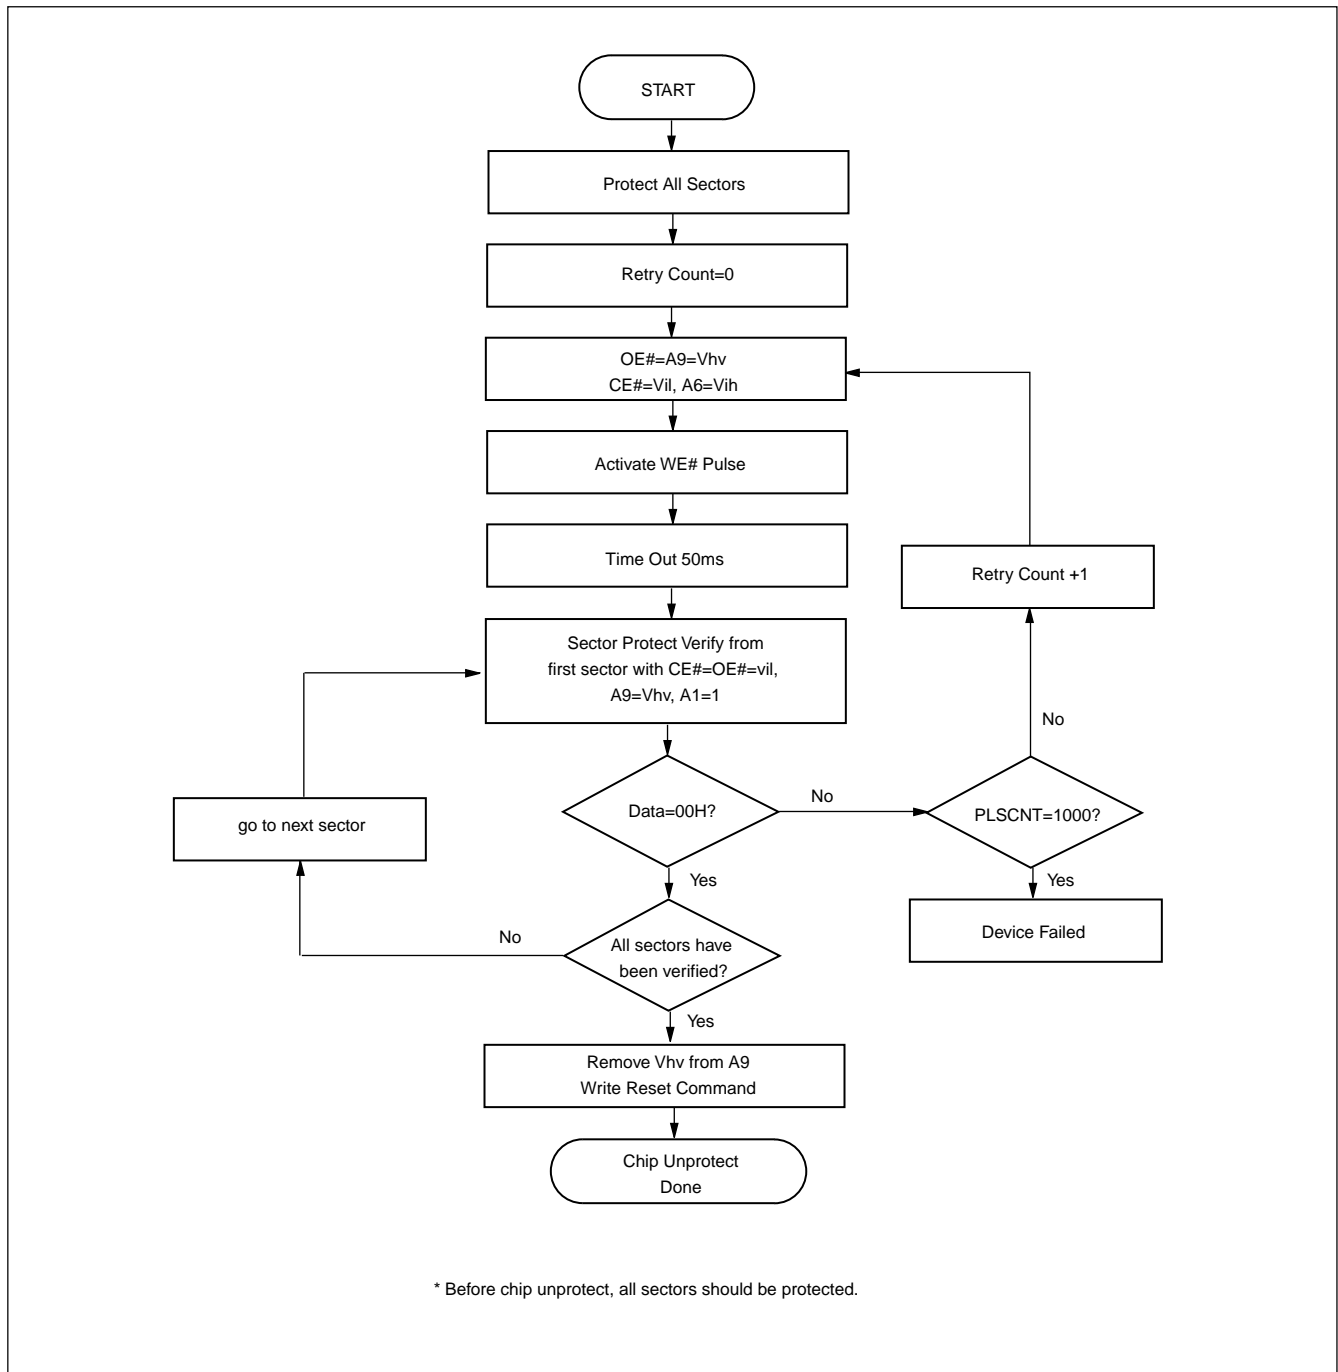 START
Protect All Sectors
Retry Count=0
OE#=A9=Vhv
CE#=Vil, A6=Vih
Activate WE# Pulse
Time Out 50ms
Retry Count +1
Sector Protect Verify from
first sector with CE#=OE#=vil,
A9=Vhv, A1=1
No
Data=00H?
No
PLSCNT=1000?
go to next sector
Yes
Yes
No
All sectors have
been verified?
Device Failed
Yes
Remove Vhv from A9
Write Reset Command
Chip Unprotect
Done
* Before chip unprotect, all sectors should be protected.